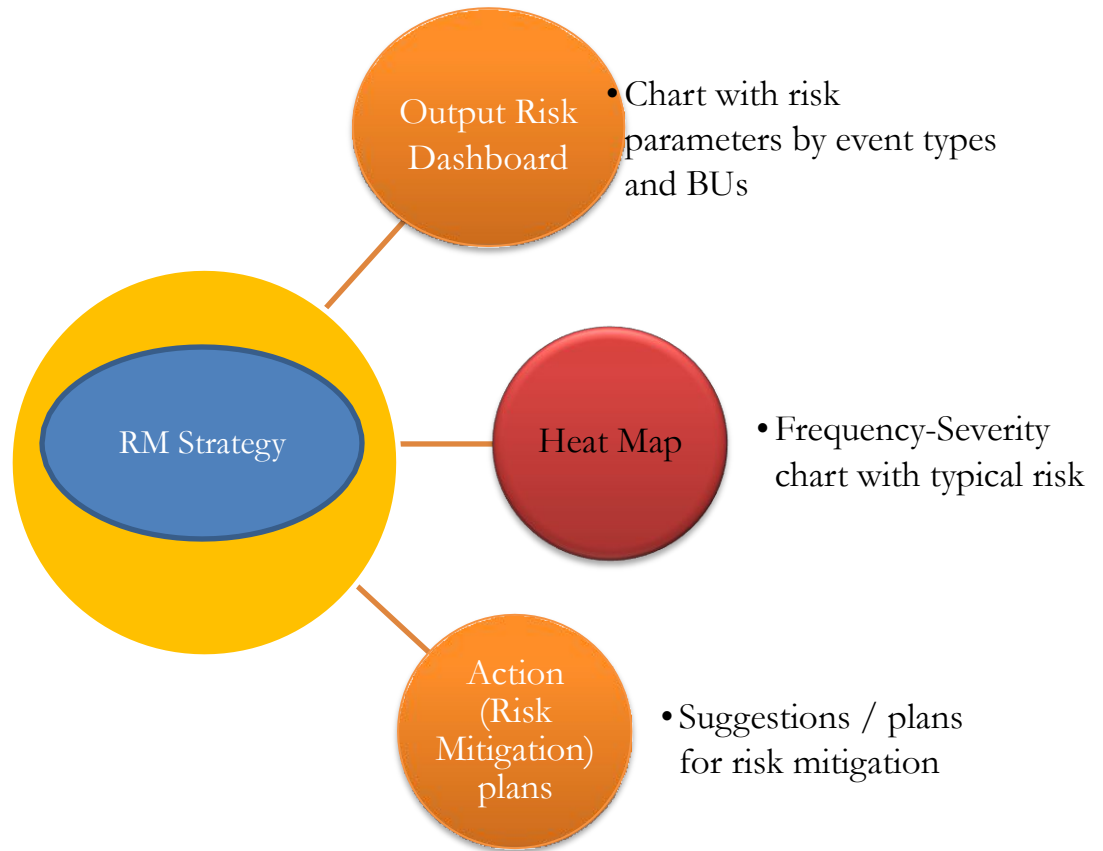 Output Risk
Dashboard
• Chart with risk
parameters by event types
and BUs
RM Strategy
Heat Map
• Frequency-Severity
chart with typical risk
Action
(Risk
Mitigation)
plans
• Suggestions / plans
for risk mitigation